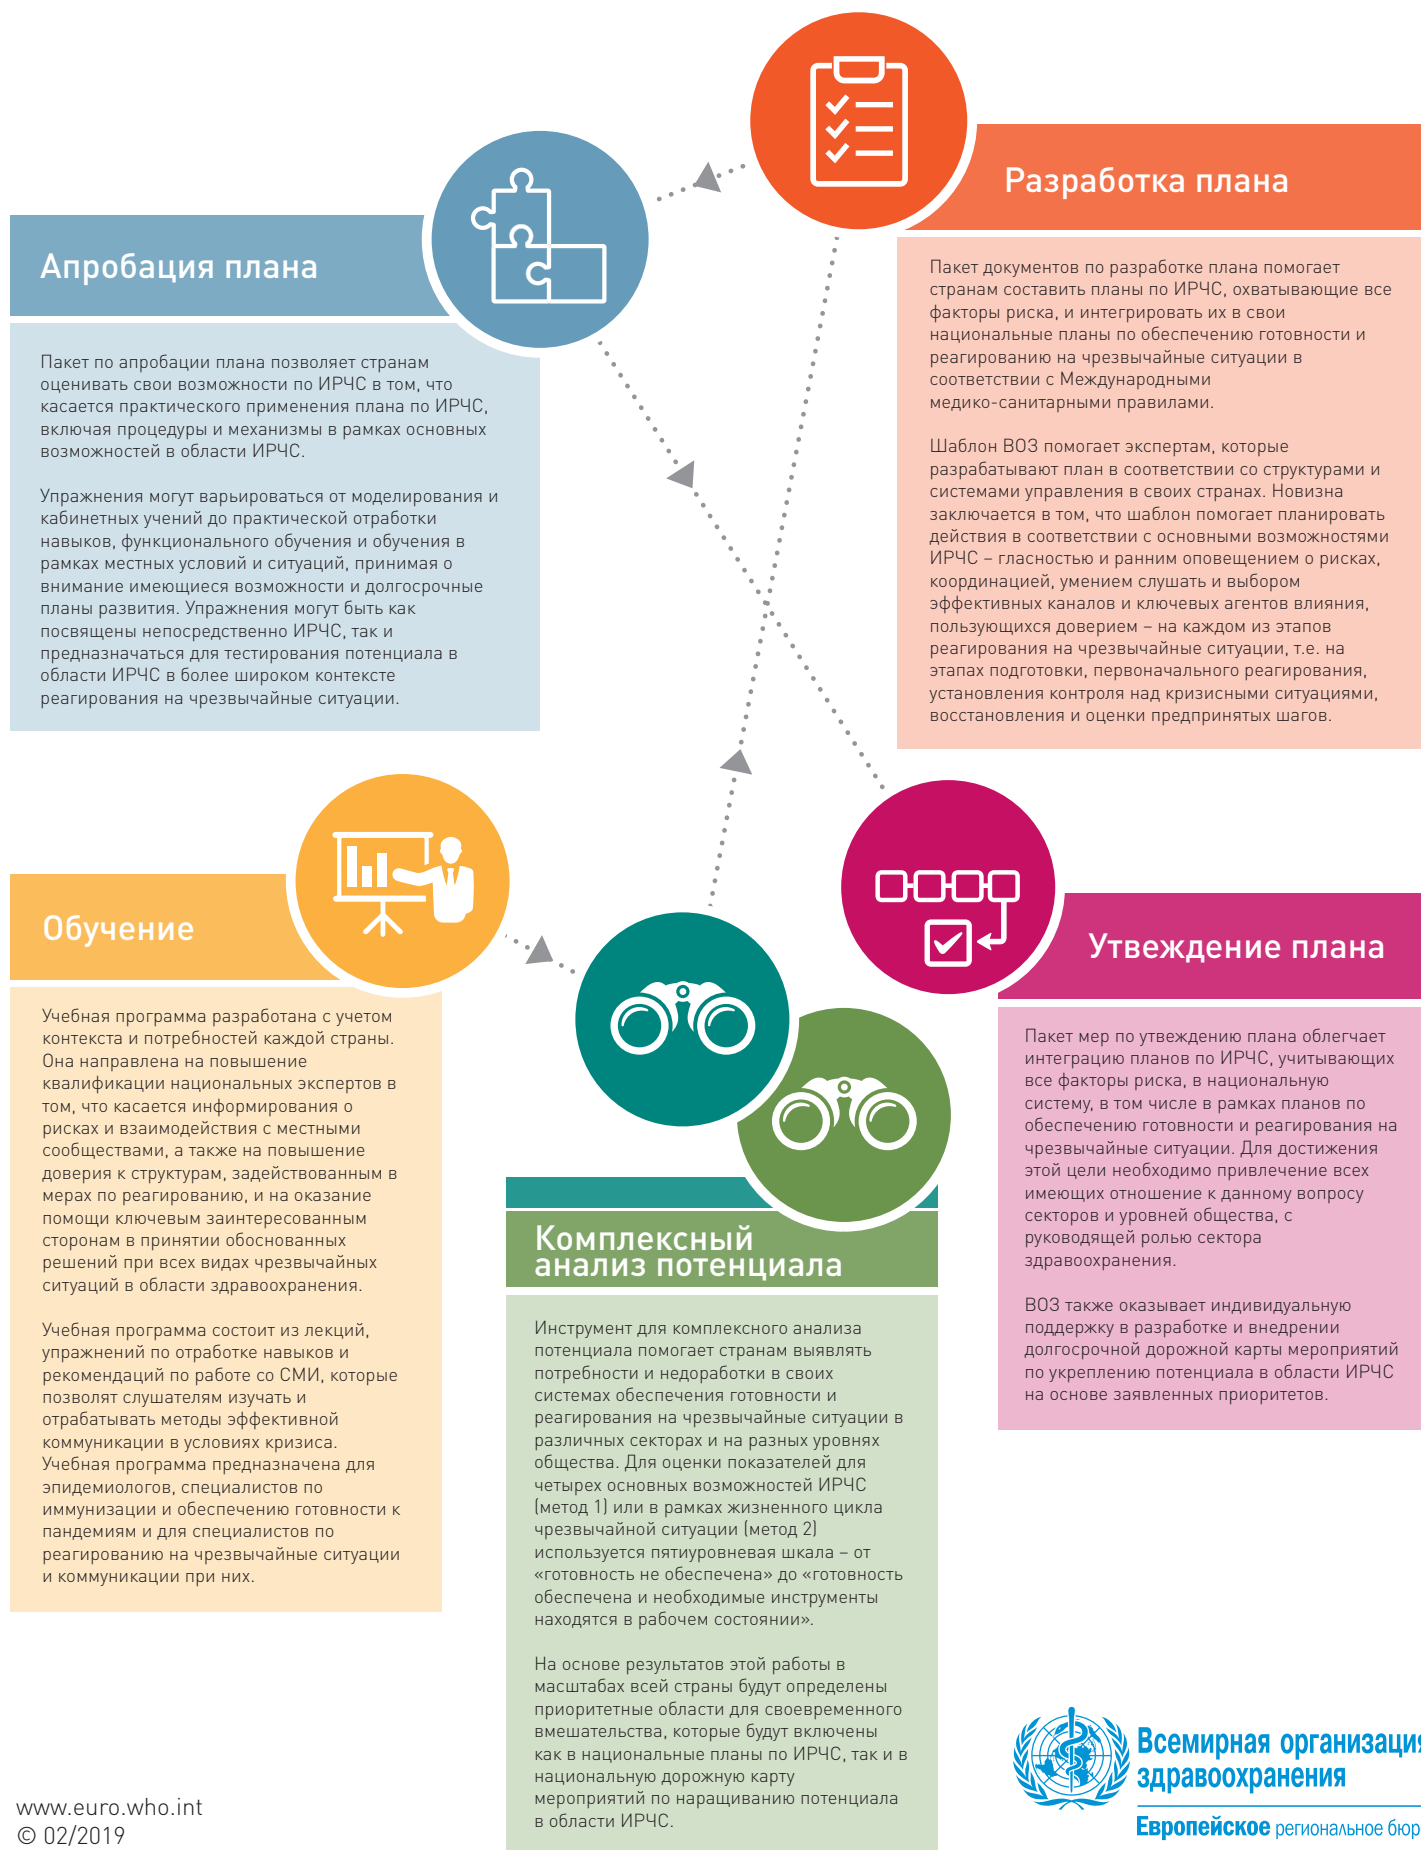 Разработка плана
Пакет документов по разработке плана помогает
странам составить планы по ИРЧС, охватывающие все
факторы риска, и интегрировать их в свои
национальные планы по обеспечению готовности и
реагированию на чрезвычайные ситуации в
соответствии с Международными
медико-санитарными правилами.
Шаблон ВОЗ помогает экспертам, которые
разрабатывают план в соответствии со структурами и
системами управления в своих странах. Новизна
заключается в том, что шаблон помогает планировать
действия в соответствии с основными возможностями
ИРЧС – гласностью и ранним оповещением о рисках,
координацией, умением слушать и выбором
эффективных каналов и ключевых агентов влияния,
пользующихся доверием – на каждом из этапов
реагирования на чрезвычайные ситуации, т.е. на
этапах подготовки, первоначального реагирования,
установления контроля над кризисными ситуациями,
восстановления и оценки предпринятых шагов.
Апробация плана
Пакет по апробации плана позволяет странам
оценивать свои возможности по ИРЧС в том, что
касается практического применения плана по ИРЧС,
включая процедуры и механизмы в рамках основных
возможностей в области ИРЧС.
Упражнения могут варьироваться от моделирования и
кабинетных учений до практической отработки
навыков, функционального обучения и обучения в
рамках местных условий и ситуаций, принимая о
внимание имеющиеся возможности и долгосрочные
планы развития. Упражнения могут быть как
посвящены непосредственно ИРЧС, так и
предназначаться для тестирования потенциала в
области ИРЧС в более широком контексте
реагирования на чрезвычайные ситуации.
Обучение
Учебная программа разработана с учетом
контекста и потребностей каждой страны.
Она направлена на повышение
квалификации национальных экспертов в
том, что касается информирования о
рисках и взаимодействия с местными
сообществами, а также на повышение
доверия к структурам, задействованным в
мерах по реагированию, и на оказание
помощи ключевым заинтересованным
сторонам в принятии обоснованных
решений при всех видах чрезвычайных
ситуаций в области здравоохранения.
Учебная программа состоит из лекций,
упражнений по отработке навыков и
рекомендаций по работе со СМИ, которые
позволят слушателям изучать и
отрабатывать методы эффективной
коммуникации в условиях кризиса.
Учебная программа предназначена для
эпидемиологов, специалистов по
иммунизации и обеспечению готовности к
пандемиям и для специалистов по
реагированию на чрезвычайные ситуации
и коммуникации при них.
Комплексный
анализ потенциала
Инструмент для комплексного анализа
потенциала помогает странам выявлять
потребности и недоработки в своих
системах обеспечения готовности и
реагирования на чрезвычайные ситуации в
различных секторах и на разных уровнях
общества. Для оценки показателей для
четырех основных возможностей ИРЧС
(метод 1) или в рамках жизненного цикла
чрезвычайной ситуации (метод 2)
используется пятиуровневая шкала – от
«готовность не обеспечена» до «готовность
обеспечена и необходимые инструменты
находятся в рабочем состоянии».
На основе результатов этой работы в
масштабах всей страны будут определены
приоритетные области для своевременного
вмешательства, которые будут включены
как в национальные планы по ИРЧС, так и в
национальную дорожную карту
мероприятий по наращиванию потенциала
в области ИРЧС.
Утвеждение плана
Пакет мер по утвеждению плана облегчает
интеграцию планов по ИРЧС, учитывающих
все факторы риска, в национальную
систему, в том числе в рамках планов по
обеспечению готовности и реагирования на
чрезвычайные ситуации. Для достижения
этой цели необходимо привлечение всех
имеющих отношение к данному вопросу
секторов и уровней общества, с
руководящей ролью сектора
здравоохранения.
ВОЗ также оказывает индивидуальную
поддержку в разработке и внедрении
долгосрочной дорожной карты мероприятий
по укреплению потенциала в области ИРЧС
на основе заявленных приоритетов.
www.euro.who.int
© 02/2019
Всемирная организация
здравоохранения
Европейское региональное бюр